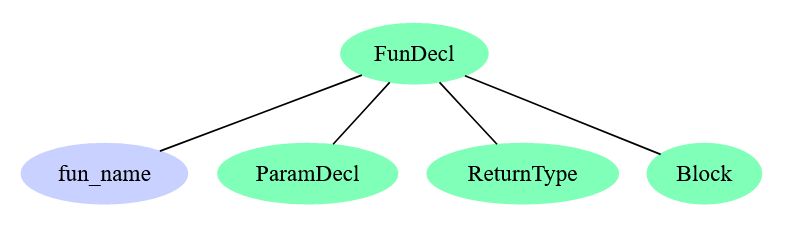 FunDecl
fun_name
ParamDecl
ReturnType
Block